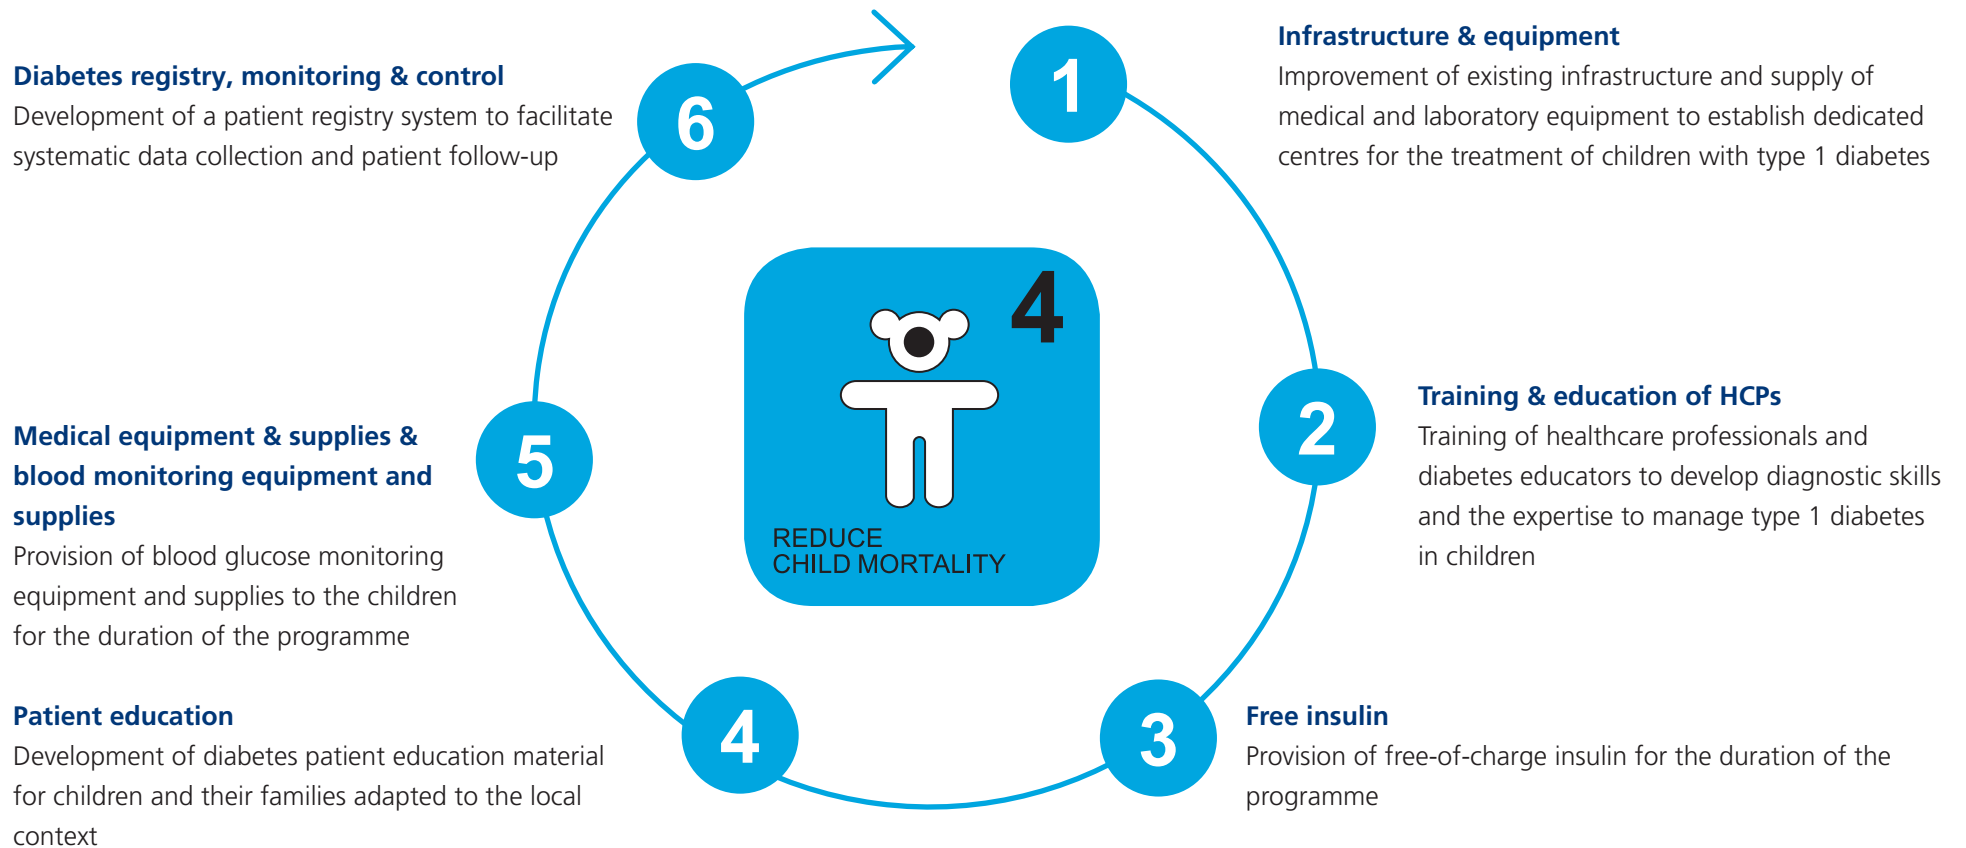 1
Infrastructure & equipment
Improvement of existing infrastructure and supply of
medical and laboratory equipment to establish dedicated
centres for the treatment of children with type 1 diabetes
2
Training & education of HCPs
Training of healthcare professionals and
diabetes educators to develop diagnostic skills
and the expertise to manage type 1 diabetes
in children
3
Free insulin
Provision of free-of-charge insulin for the duration of the
programme
4
Patient education
Development of diabetes patient education material
for children and their families adapted to the local
context
5
Medical equipment & supplies &
blood monitoring equipment and
supplies
Provision of blood glucose monitoring
equipment and supplies to the children
for the duration of the programme
6
Diabetes registry, monitoring & control
Development of a patient registry system to facilitate
systematic data collection and patient follow-up
4
REDUCE
CHILD MORTALITY